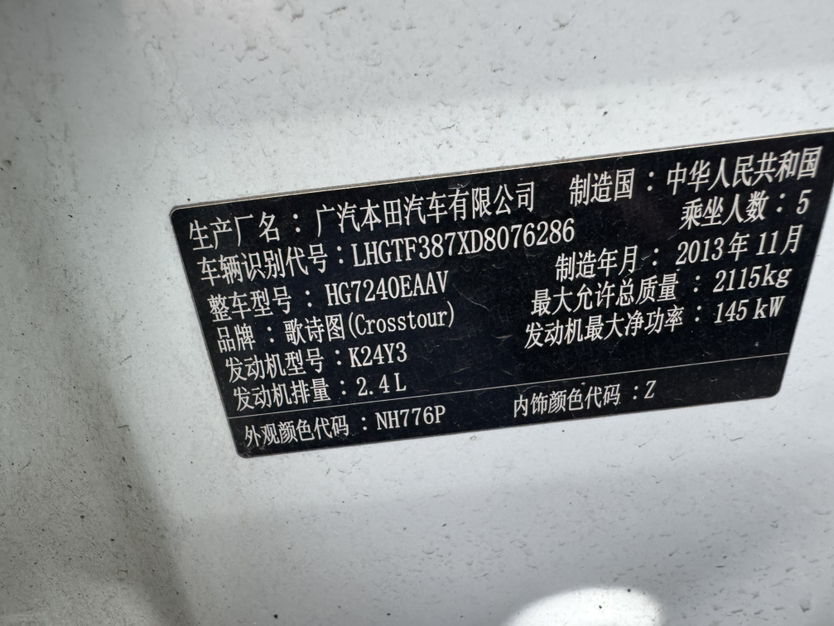 生产厂名：广汽本田汽车有限公司 制造国：中华人民共和国
车辆识别代号：LHGTF387XD8076286 乘坐人数：5
整车型号：HG7240EAAV 制造年月：2013年11月
品牌：歌诗图(Crosstour) 最大允许总质量：2115kg
发动机型号：K24Y3 发动机最大净功率：145kW
发动机排量：2.4L
外观颜色代码：NH776P 内饰颜色代码：Z